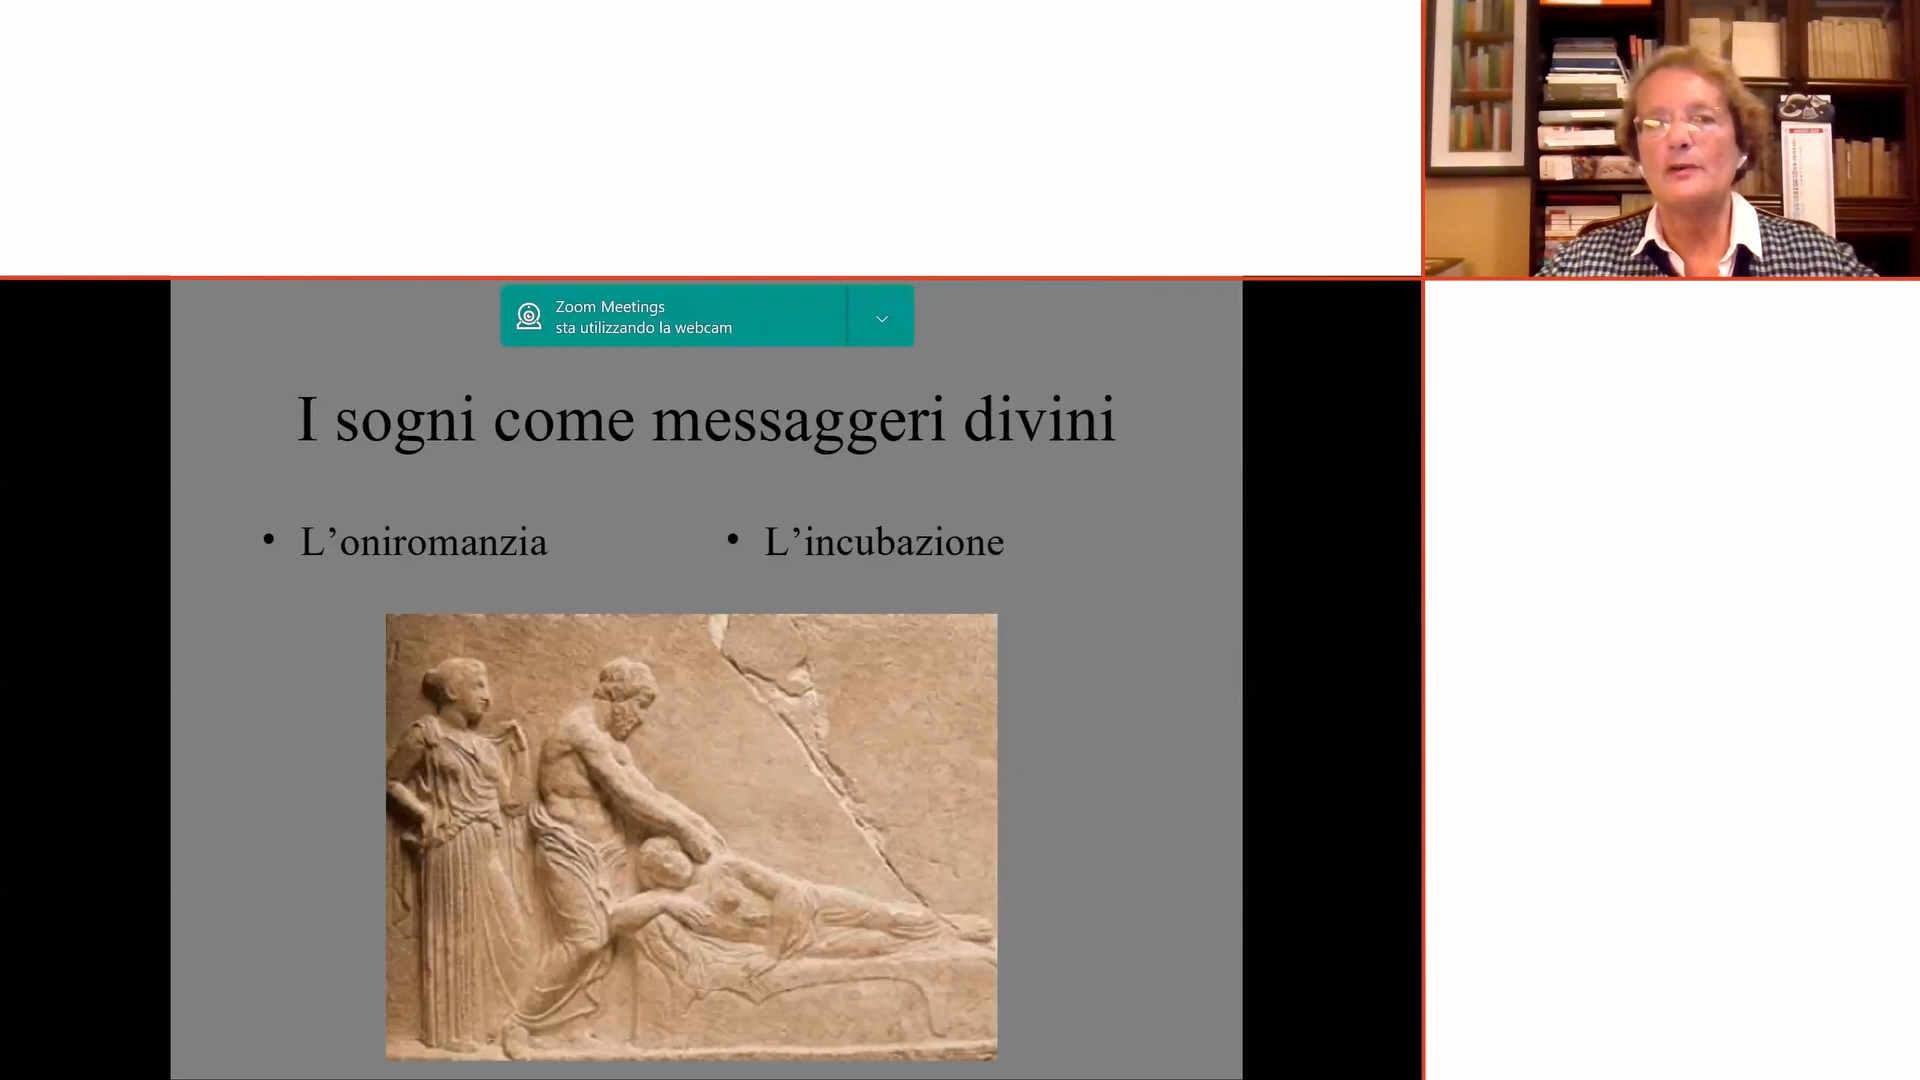 Zoom Meetings
sta utilizzando la webcam
I sogni come messaggeri divini
• L’oniromanzia
• L’incubazione